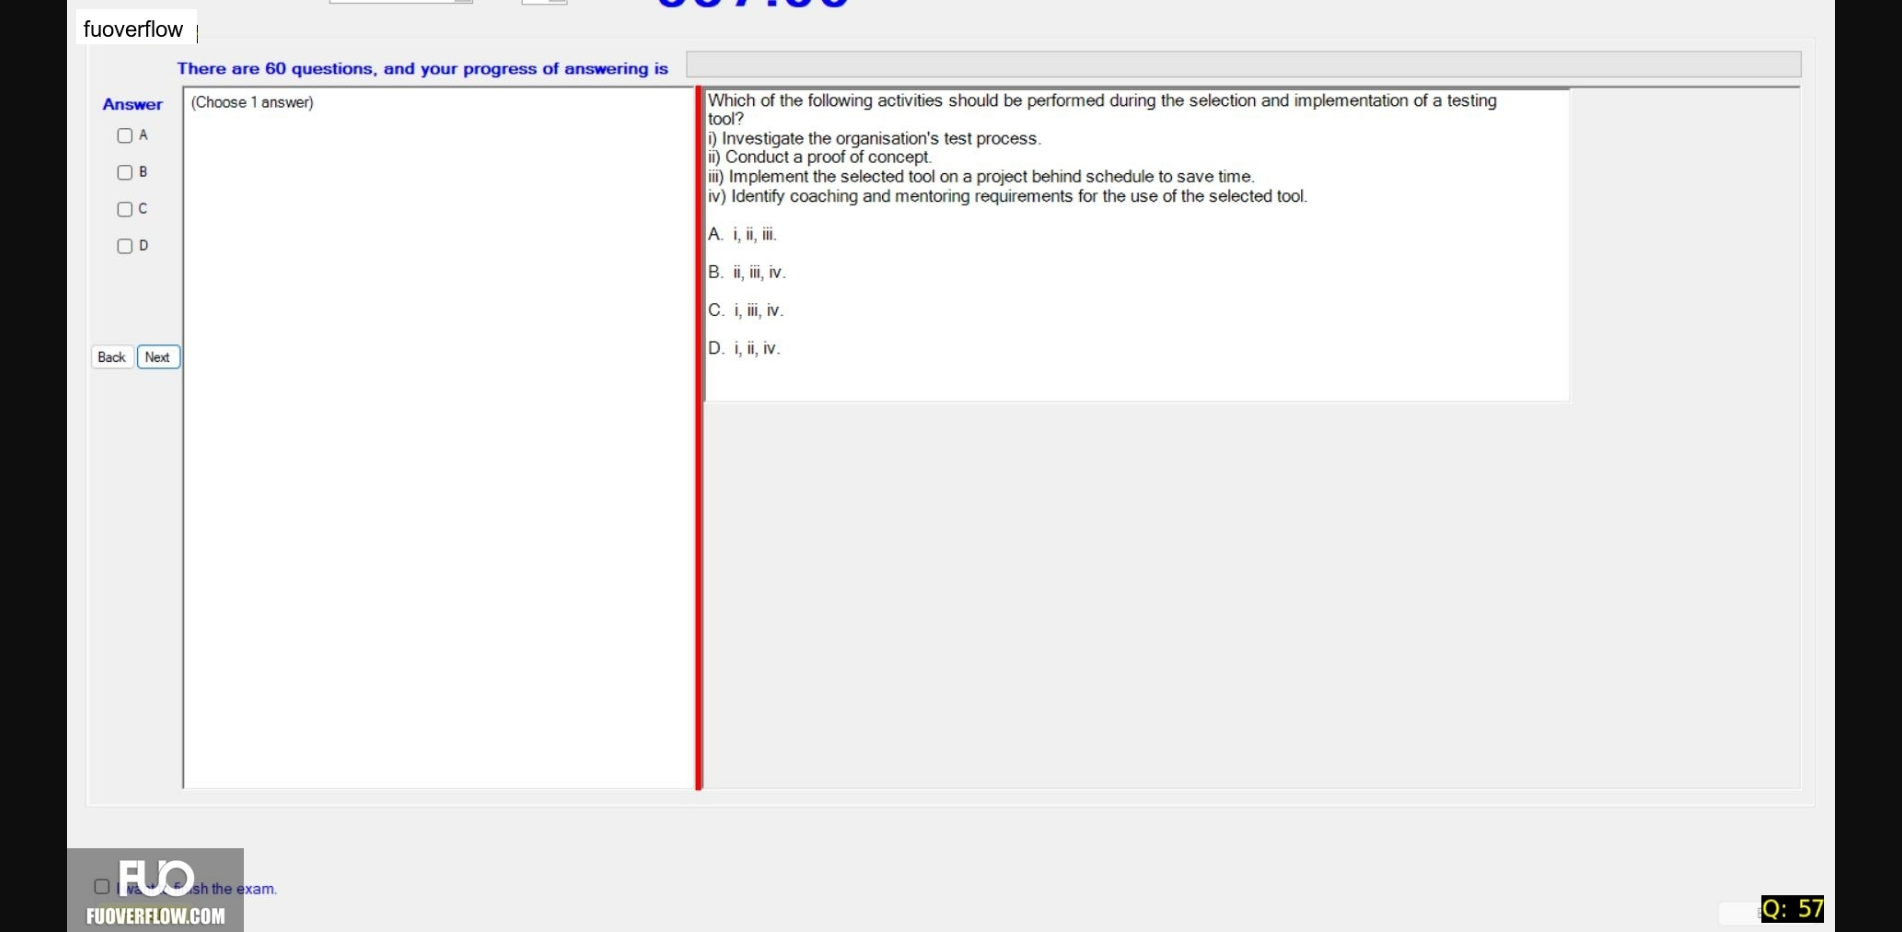 fuoverflow
There are 60 questions, and your progress of answering is
Answer
(Choose 1 answer)
A
B
C
D
Back
Next
Which of the following activities should be performed during the selection and implementation of a testing
tool?
i) Investigate the organisation's test process.
ii) Conduct a proof of concept.
iii) Implement the selected tool on a project behind schedule to save time.
iv) Identify coaching and mentoring requirements for the use of the selected tool.
A. i, ii, iii.
B. ii, iii, iv.
C. i, iii, iv.
D. i, ii, iv.
FUO
the exam.
FUOVERFLOW.COM
Q: 57